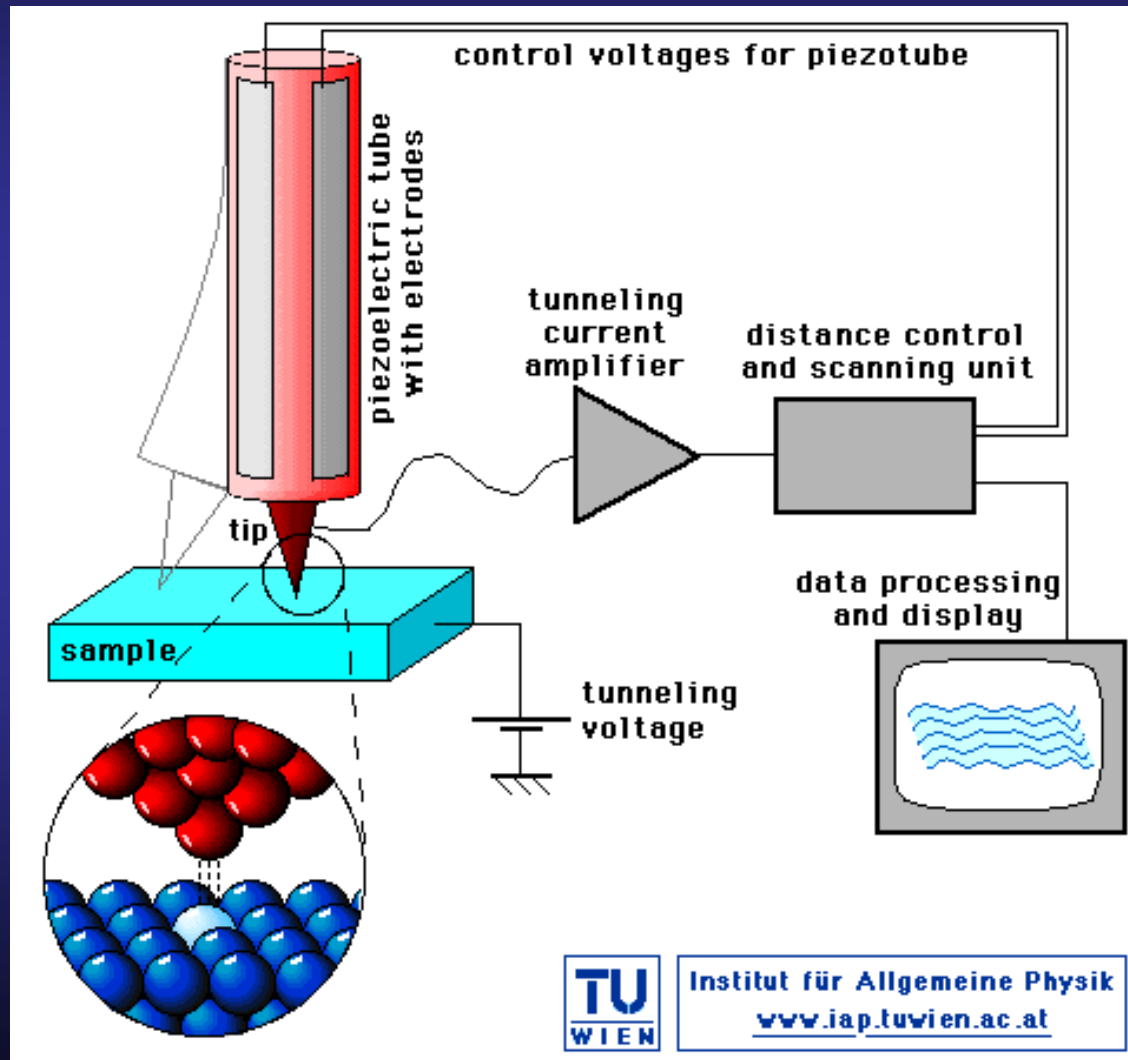 control voltages for piezotube
piezoelectric tube
with electrodes
tunneling
current
amplifier
distance control
and scanning unit
tip
data processing
and display
sample
tunneling
voltage
TU
WIEN
Institut für Allgemeine Physik
www.iap.tuwien.ac.at